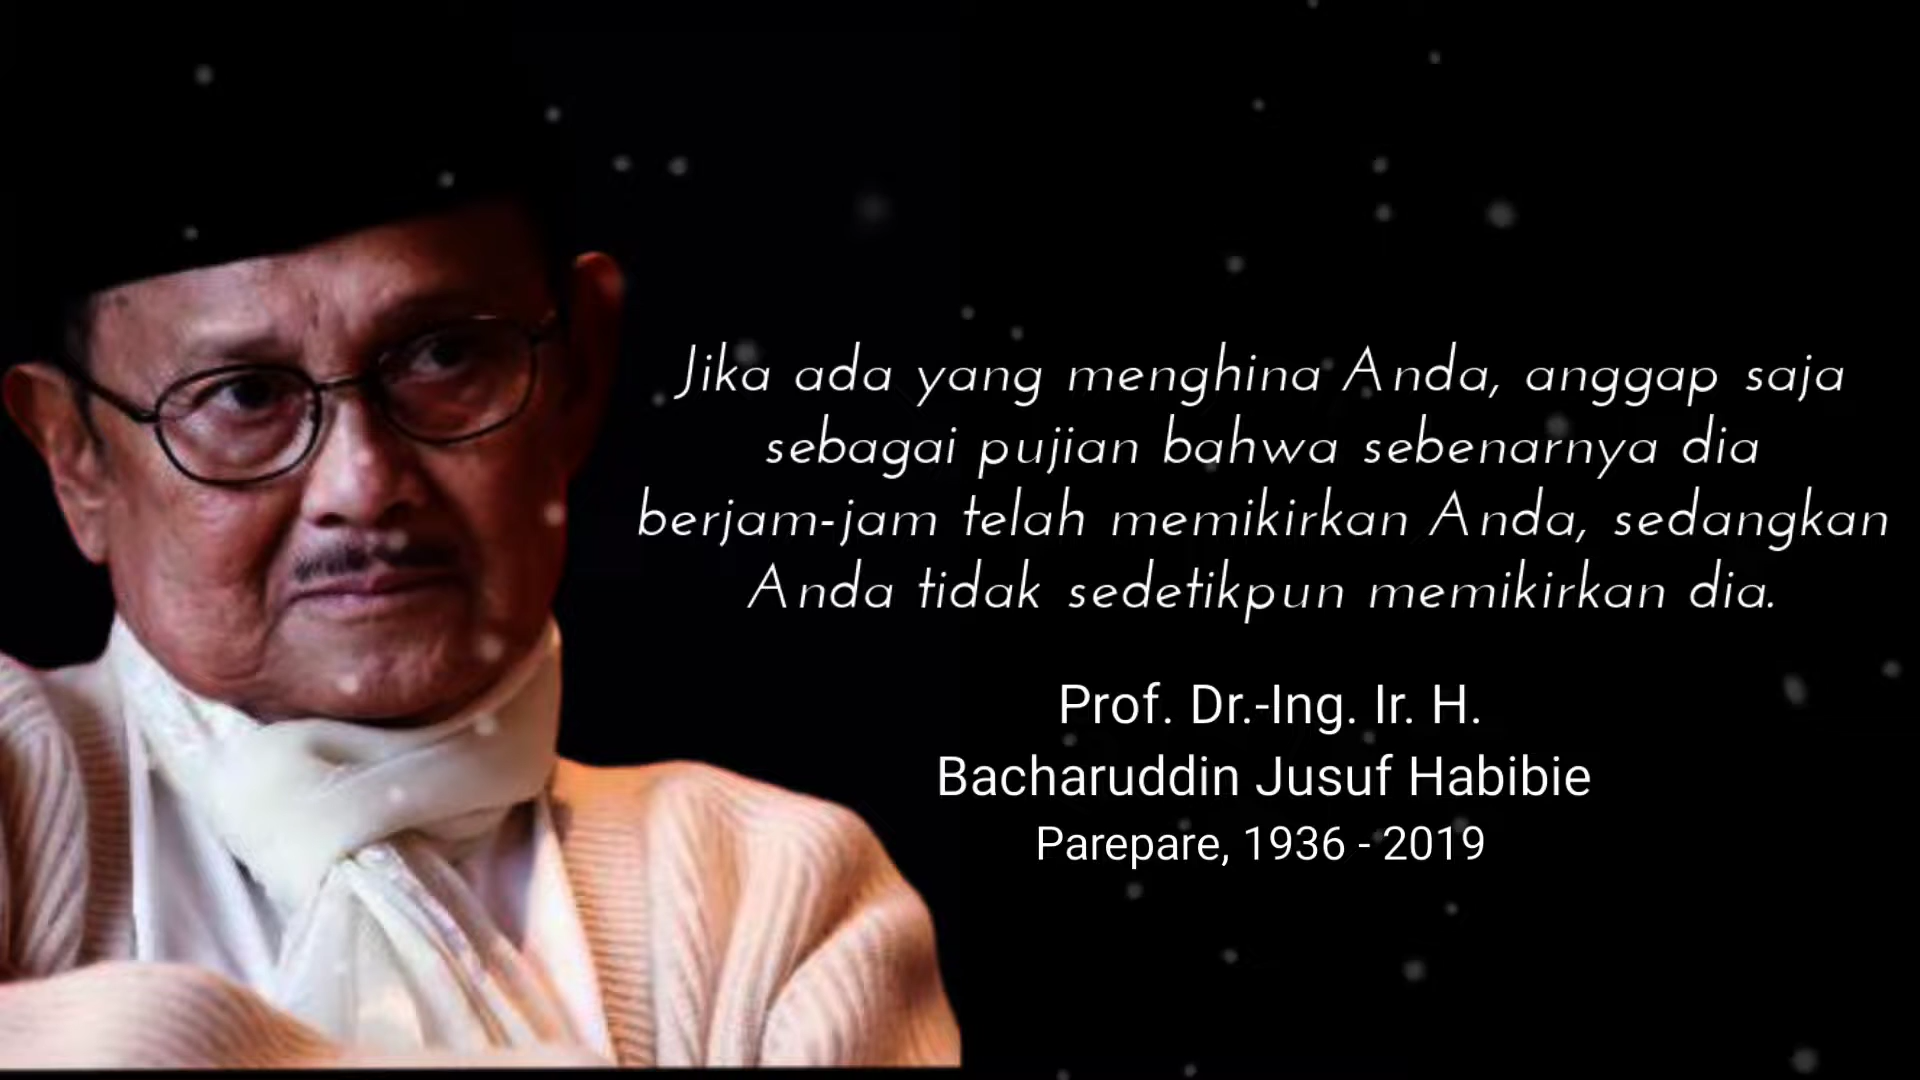 Jika ada yang menghina Anda, anggap saja
sebagai pujian bahwa sebenarnya dia
berjam-jam telah memikirkan Anda, sedangkan
Anda tidak sedetikpun memikirkan dia.
Prof. Dr.-Ing. Ir. H.
Bacharuddin Jusuf Habibie
Parepare, 1936 - 2019